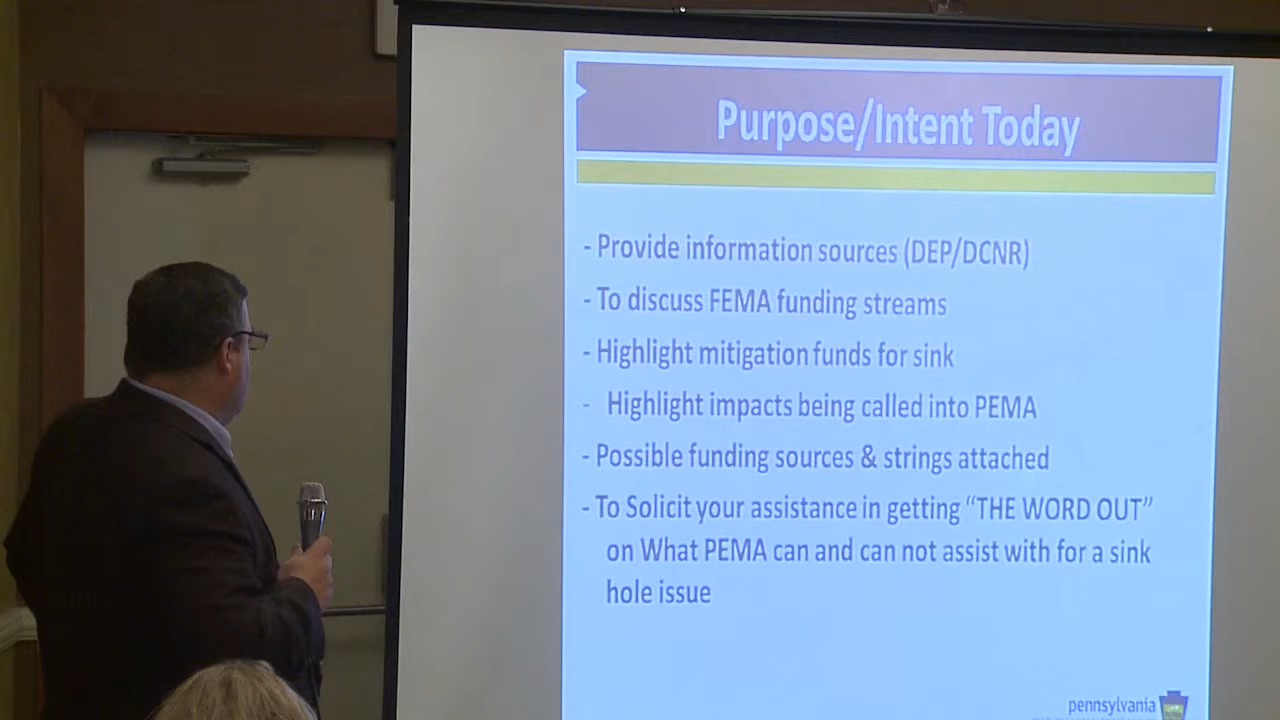 Purpose/Intent Today
- Provide information sources (DEP/DCNR)
- To discuss FEMA funding streams
- Highlight mitigation funds for sink
- Highlight impacts being called into PEMA
- Possible funding sources & strings attached
- To Solicit your assistance in getting “THE WORD OUT”
on What PEMA can and can not assist with for a sink
hole issue
pennsylvania